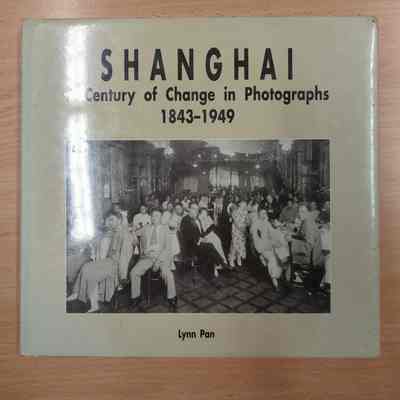 SHANGHAI
Century of Change in Photographs
1843–1949
Lynn Pan